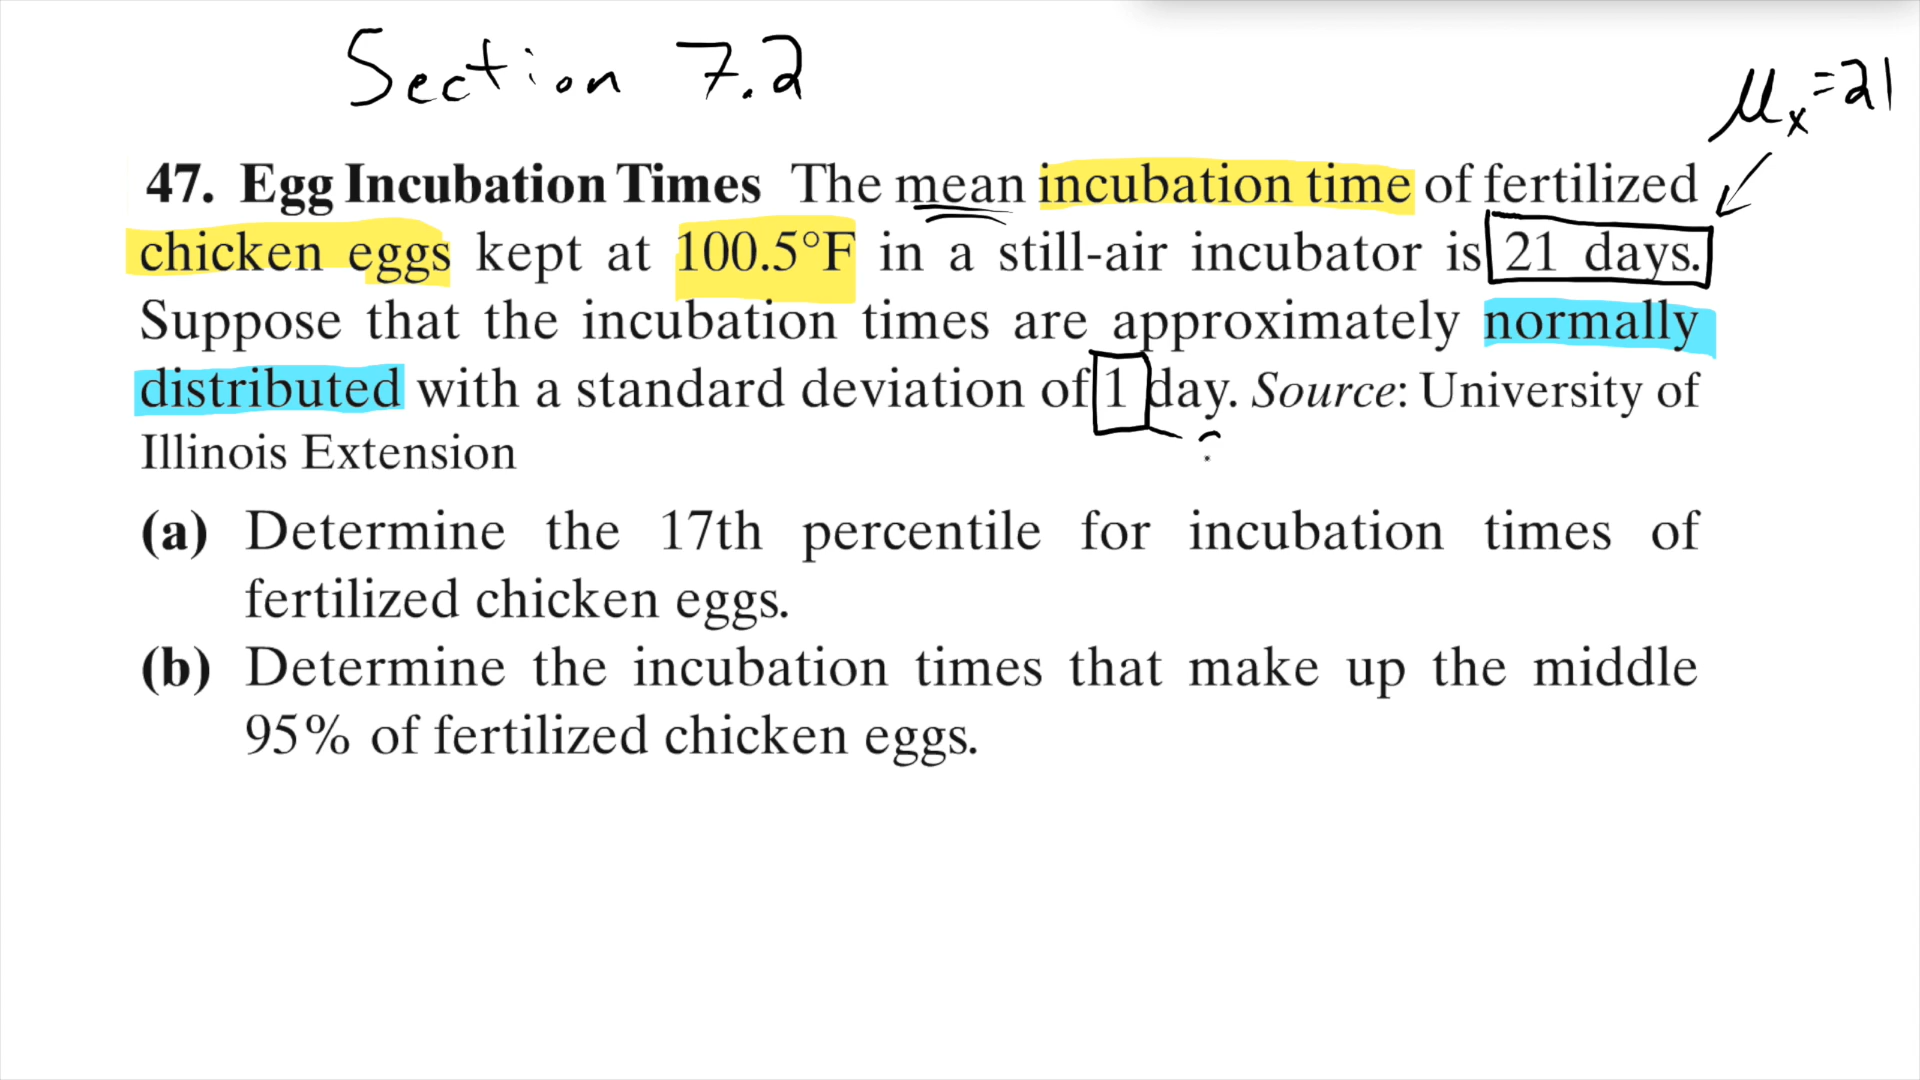 Section 7.2
μx=21
47. Egg Incubation Times The mean incubation time of fertilized
chicken eggs kept at 100.5°F in a still-air incubator is 21 days.
Suppose that the incubation times are approximately normally
distributed with a standard deviation of 1 day. Source: University of
Illinois Extension
(a) Determine the 17th percentile for incubation times of
fertilized chicken eggs.
(b) Determine the incubation times that make up the middle
95% of fertilized chicken eggs.